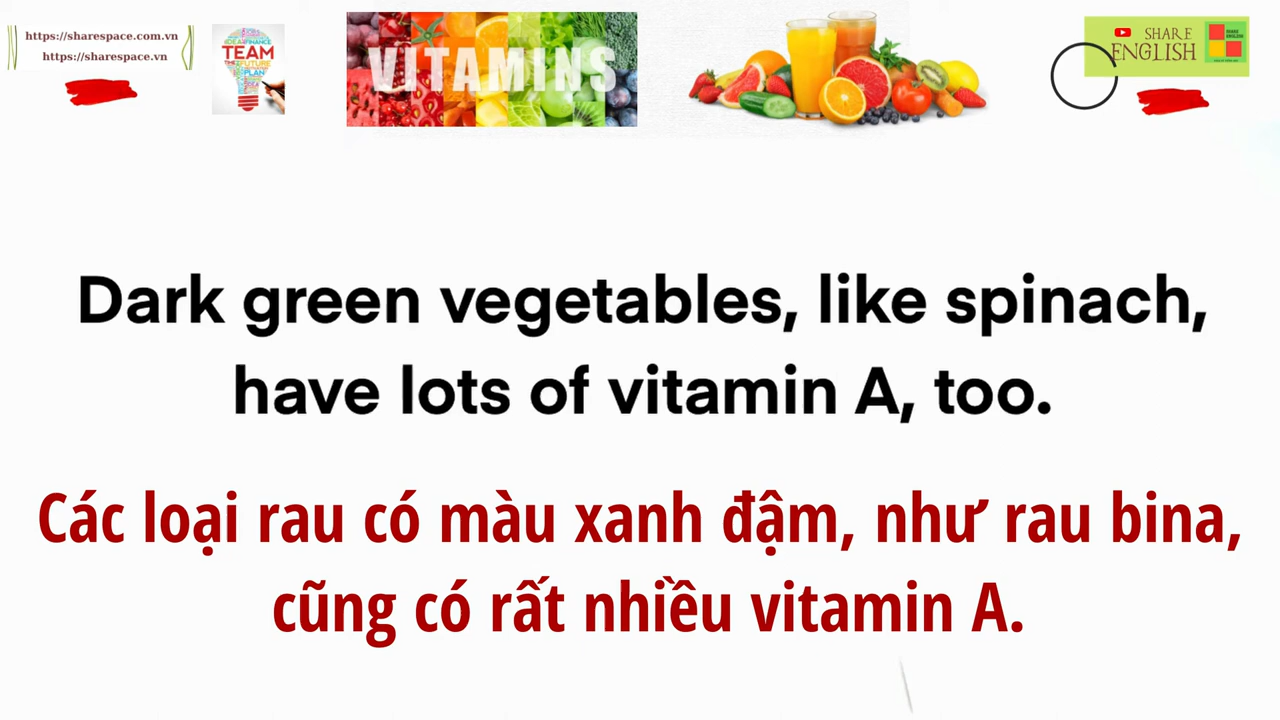 https://sharespace.com.vn
https://sharespace.vn
TEAM
PLAN
VITAMINS
SHARE
ENGLISH
Dark green vegetables, like spinach,
have lots of vitamin A, too.
Các loại rau có màu xanh đậm, như rau bina,
cũng có rất nhiều vitamin A.